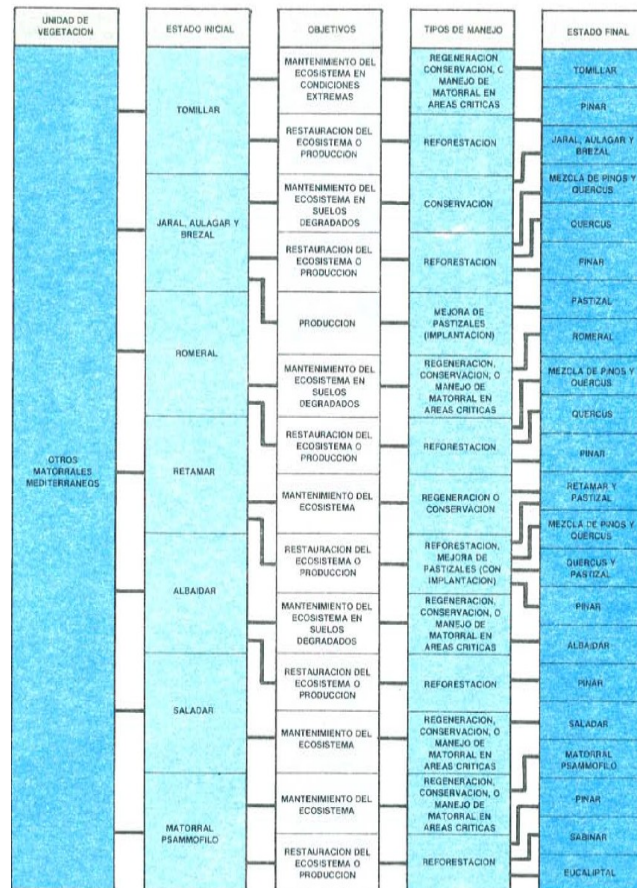 UNIDAD DE
VEGETACION
ESTADO INICIAL
OBJETIVOS
TIPOS DE MANEJO
ESTADO FINAL
OTROS
MATORRALES
MEDITERRANEOS
TOMILLAR
JARAL, AULAGAR Y
BREZAL
ROMERAL
RETAMAR
ALBAIDAR
SALADAR
MATORRAL
PSAMMOFILO
MANTENIMIENTO DEL
ECOSISTEMA EN
CONDICIONES
EXTREMAS
RESTAURACION DEL
ECOSISTEMA O
PRODUCCION
MANTENIMIENTO DEL
ECOSISTEMA EN
SUELOS
DEGRADADOS
RESTAURACION DEL
ECOSISTEMA O
PRODUCCION
PRODUCCION
MANTENIMIENTO DEL
ECOSISTEMA EN
SUELOS
DEGRADADOS
RESTAURACION DEL
ECOSISTEMA O
PRODUCCION
MANTENIMIENTO DEL
ECOSISTEMA
RESTAURACION DEL
ECOSISTEMA O
PRODUCCION
MANTENIMIENTO DEL
ECOSISTEMA EN
SUELOS
DEGRADADOS
RESTAURACION DEL
ECOSISTEMA O
PRODUCCION
MANTENIMIENTO DEL
ECOSISTEMA
MANTENIMIENTO DEL
ECOSISTEMA
RESTAURACION DEL
ECOSISTEMA O
PRODUCCION
REGENERACION
CONSERVACION, O
MANEJO DE
MATORRAL EN
AREAS CRITICAS
REFORESTACION
CONSERVACION
REFORESTACION
MEJORA DE
PASTIZALES
(IMPLANTACION)
REGENERACION,
CONSERVACION, O
MANEJO DE
MATORRAL EN
AREAS CRITICAS
REFORESTACION
REGENERACION O
CONSERVACION
REFORESTACION,
MEJORA DE
PASTIZALES (CON
IMPLANTACION)
REGENERACION,
CONSERVACION, O
MANEJO DE
MATORRAL EN
AREAS CRITICAS
REFORESTACION
REGENERACION,
CONSERVACION, O
MANEJO DE
MATORRAL EN
AREAS CRITICAS
REGENERACION,
CONSERVACION, O
MANEJO DE
MATORRAL EN
AREAS CRITICAS
REFORESTACION
TOMILLAR
PINAR
JARAL, AULAGAR Y
BREZAL
MEZCLA DE PINOS Y
QUERCUS
QUERCUS
PINAR
PASTIZAL
ROMERAL
MEZCLA DE PINOS Y
QUERCUS
QUERCUS
PINAR
RETAMAR Y
PASTIZAL
MEZCLA DE PINOS Y
QUERCUS
QUERCUS Y
PASTIZAL
PINAR
ALBAIDAR
PINAR
SALADAR
MATORRAL
PSAMMOFILO
PINAR
SABINAR
EUCALIPTAL